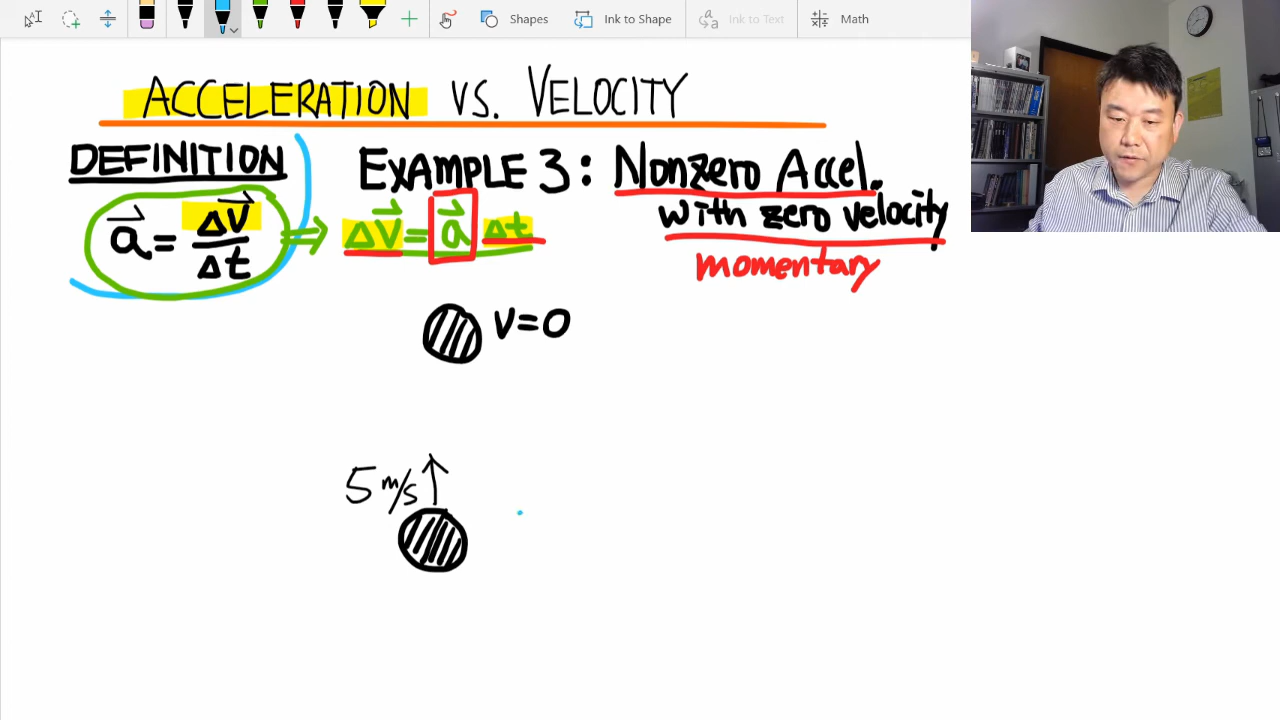 Shapes Ink to Shape Ink to Text Math
ACCELERATION VS. VELOCITY
DEFINITION
a⃗ = Δv⃗/Δt ⇒ Δv⃗ = a⃗ Δt
EXAMPLE 3: Nonzero Accel.
with zero velocity
momentary
V=0
5 m/s ↑